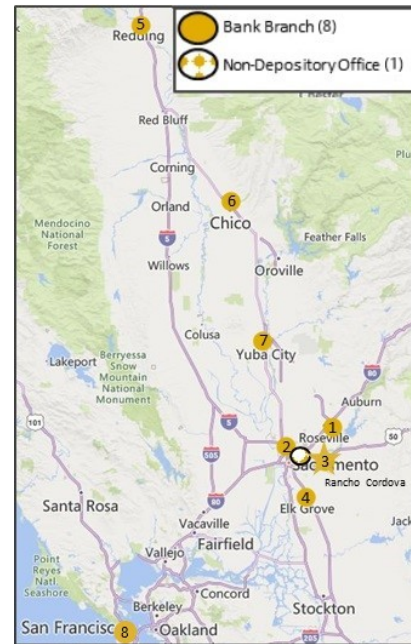 Bank Branch (8)
Non-Depository Office (1)
5
Redding
Chester
Red Bluff
Corning
Mendocino
National
Forest
Orland
5
6
Chico
Feather Falls
Willows
Oroville
7
Colusa
Yuba City
Lakeport
Berryessa
Snow
Mountain
National
Monument
80
Auburn
101
5
1
Roseville
50
2
505
3
Sacramento
Rancho Cordova
4
Elk Grove
Santa Rosa
80
Vacaville
Fairfield
Point
Reyes
Natl.
Seashore
Vallejo
Concord
Stockton
Berkeley
San Francisc
8
Oakland
205